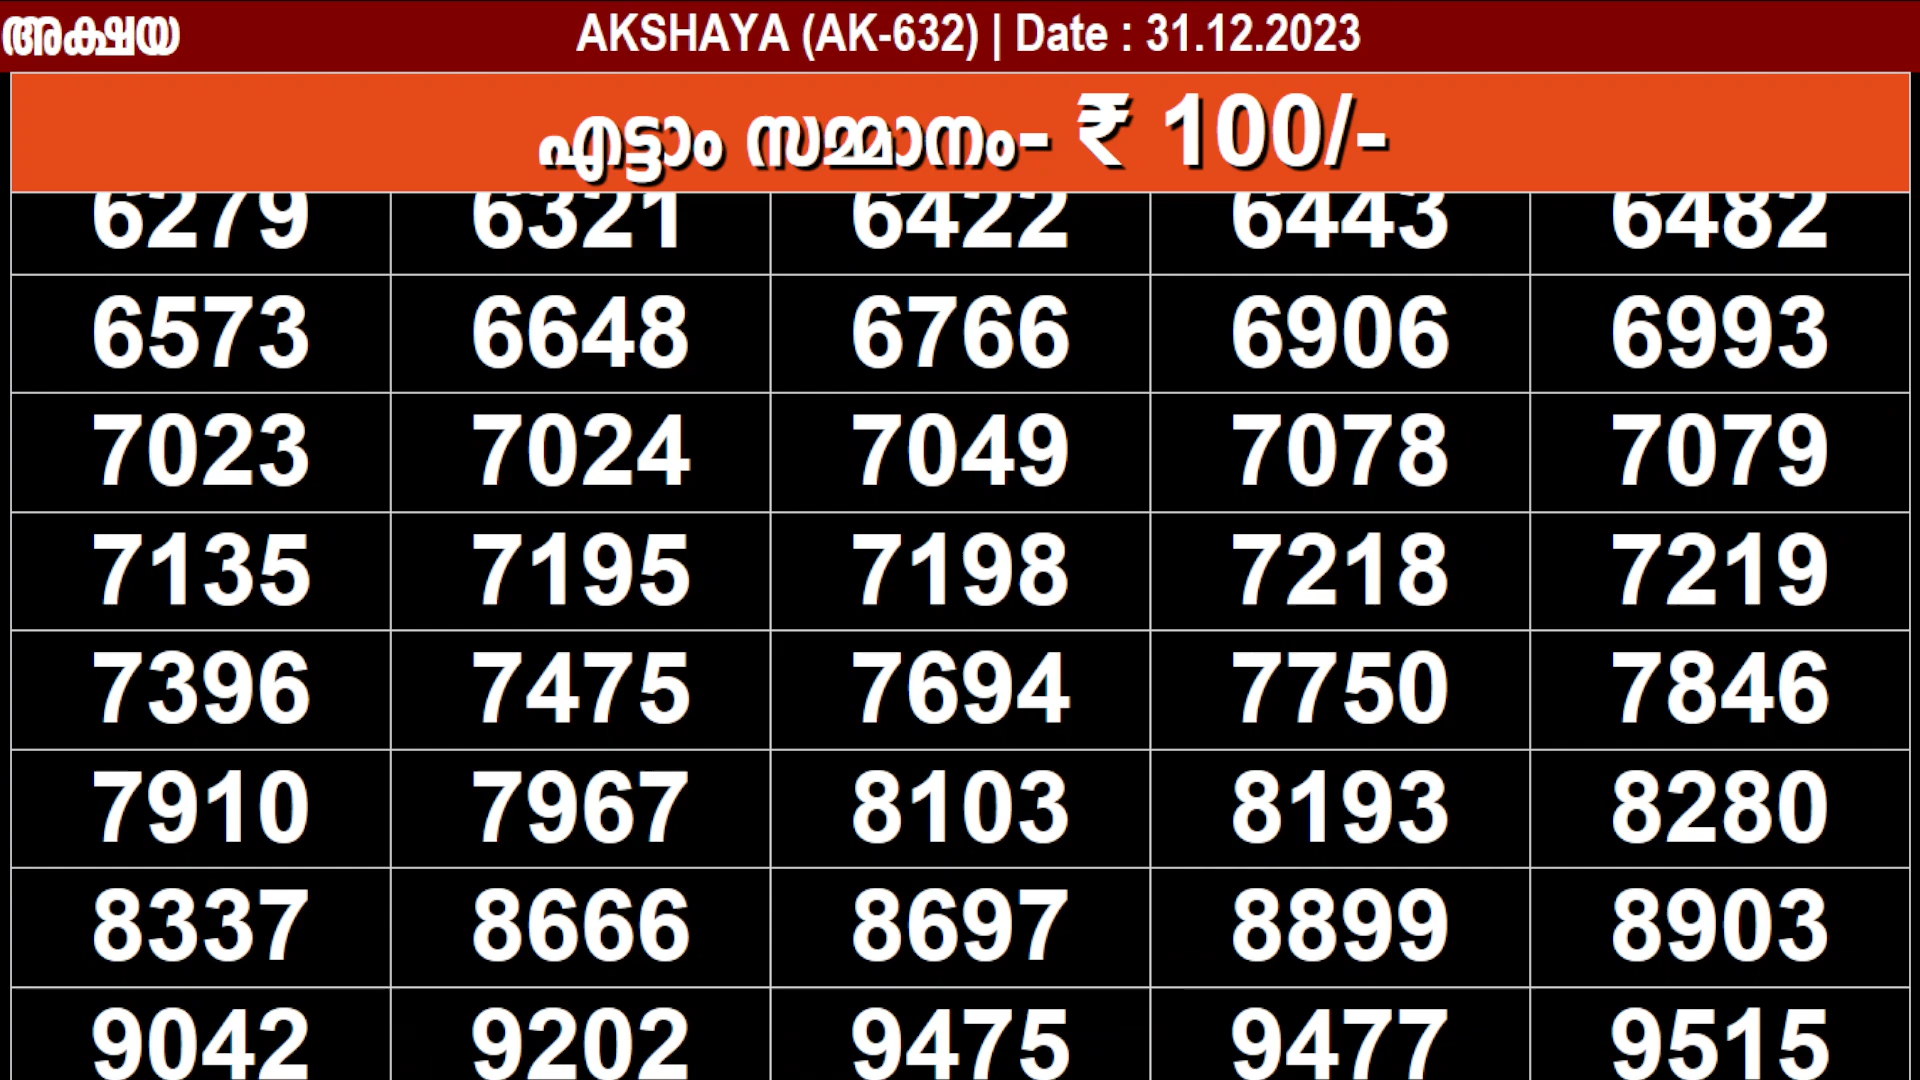 അക്ഷയ AKSHAYA (AK-632) | Date : 31.12.2023
എട്ടാം സമ്മാനം- ₹ 100/-
6279 6321 6422 6443 6482
6573 6648 6766 6906 6993
7023 7024 7049 7078 7079
7135 7195 7198 7218 7219
7396 7475 7694 7750 7846
7910 7967 8103 8193 8280
8337 8666 8697 8899 8903
9042 9202 9475 9477 9515